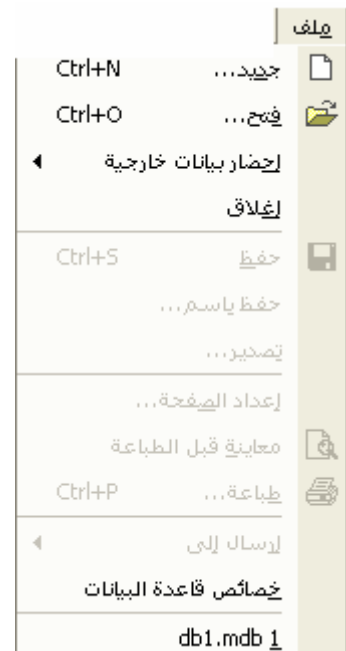 ملف
جديد... Ctrl+N
فتح... Ctrl+O
إحضار بيانات خارجية
إغلاق
حفظ Ctrl+S
حفظ باسم...
تصدير...
إعداد الصفحة...
معاينة قبل الطباعة
طباعة... Ctrl+P
إرسال إلى
خصائص قاعدة البيانات
1 db1.mdb